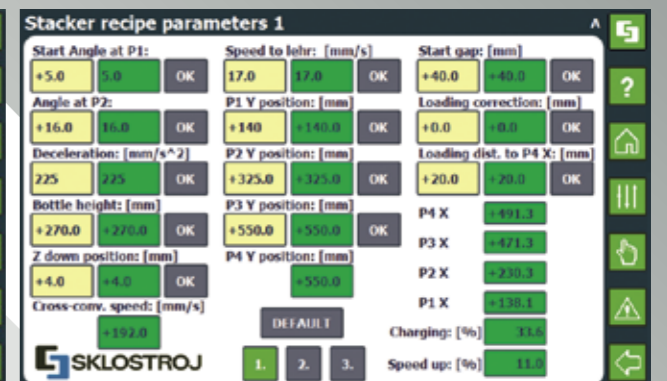 Stacker recipe parameters 1
Start Angle at P1:
+5.0 5.0 OK
Angle at P2:
+16.0 16.0 OK
Deceleration: [mm/s^2]
225 225 OK
Bottle height: [mm]
+270.0 +270.0 OK
Z down position: [mm]
+4.0 +4.0 OK
Cross-conv. speed: [mm/s]
+192.0
SKLOSTROJ
Speed to lehr: [mm/s]
17.0 17.0 OK
P1 Y position: [mm]
+140 +140.0 OK
P2 Y position: [mm]
+325.0 +325.0 OK
P3 Y position: [mm]
+550.0 +550.0 OK
P4 Y position: [mm]
+550.0
DEFAULT
1. 2. 3.
Start gap: [mm]
+40.0 +40.0 OK
Loading correction: [mm]
+0.0 +0.0 OK
Loading dist. to P4 X: [mm]
+20.0 +20.0 OK
P4 X +491.3
P3 X +471.3
P2 X +230.3
P1 X +138.1
Charging: [%] 33.6
Speed up: [%] 11.0
?